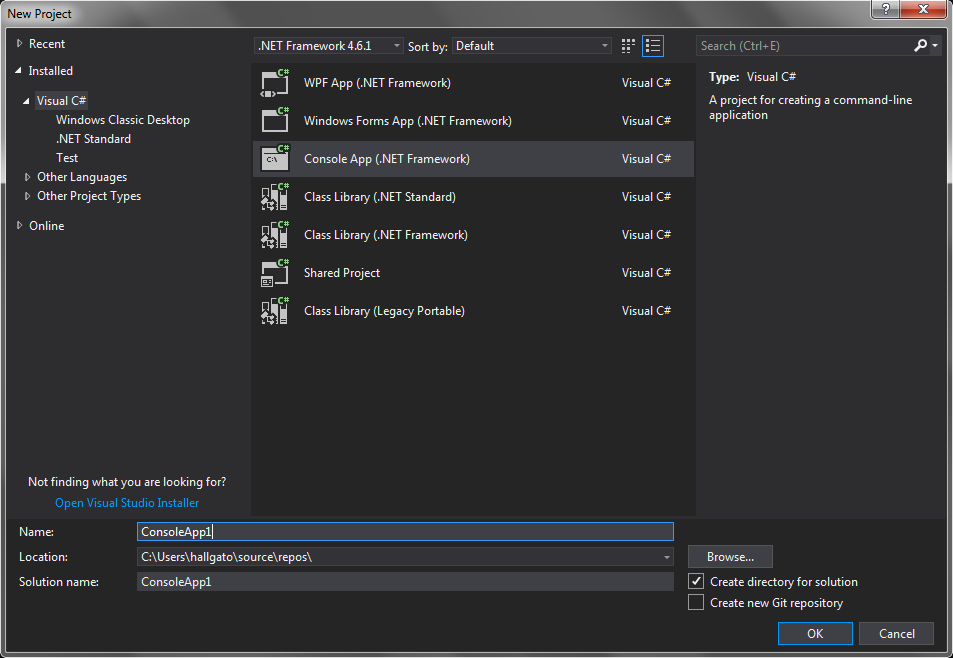 New Project
?
Recent
Installed
Visual C#
Windows Classic Desktop
.NET Standard
Test
Other Languages
Other Project Types
Online
Not finding what you are looking for?
Open Visual Studio Installer
.NET Framework 4.6.1 Sort by: Default
C# WPF App (.NET Framework) Visual C#
C# Windows Forms App (.NET Framework) Visual C#
C# C:\ Console App (.NET Framework) Visual C#
C# Class Library (.NET Standard) Visual C#
C# Class Library (.NET Framework) Visual C#
C# Shared Project Visual C#
C# Class Library (Legacy Portable) Visual C#
Search (Ctrl+E)
Type: Visual C#
A project for creating a command-line
application
Name: ConsoleApp1
Location: C:\Users\hallgato\source\repos\ Browse...
Solution name: ConsoleApp1
Create directory for solution
Create new Git repository
OK Cancel